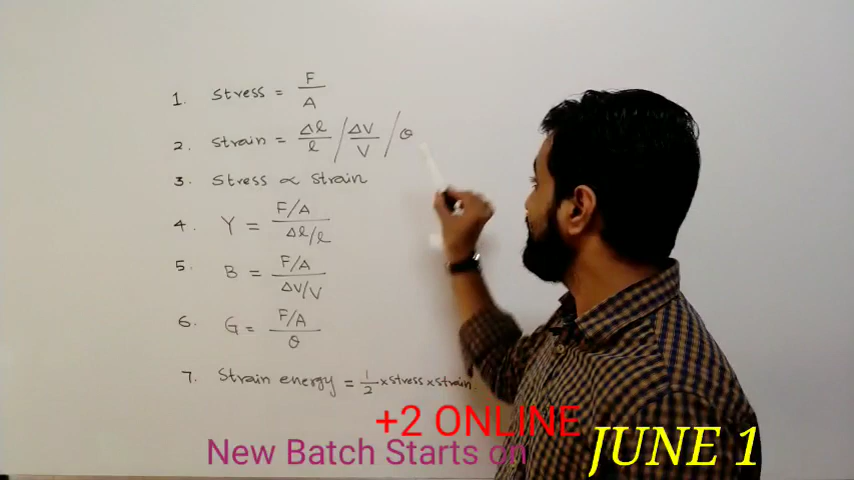 1. Stress = F/A
2. Strain = Δl/l / ΔV/V / θ
3. Stress ∝ Strain
4. Y = F/A / Δl/l
5. B = F/A / ΔV/V
6. G = F/A / θ
7. Strain energy = 1/2 × stress × strain.
+2 ONLINE
New Batch Starts on JUNE 1